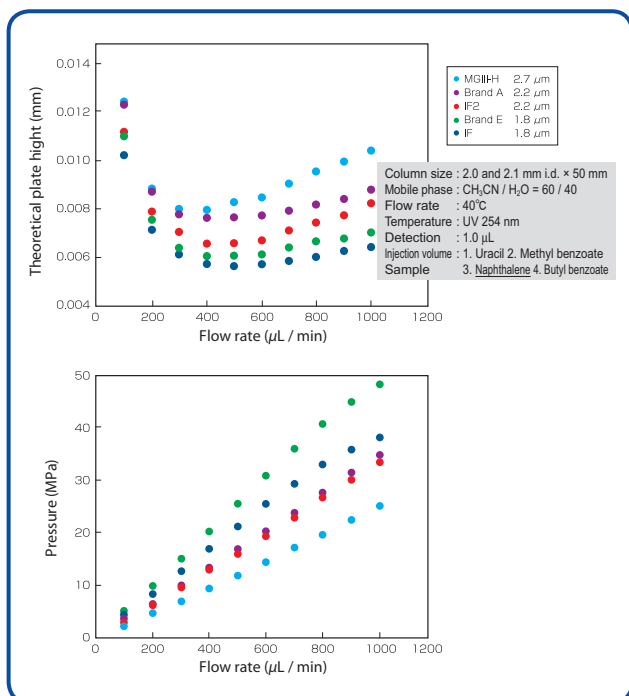 0.014
0.012
0.010
0.008
0.006
0.004
Theoretical plate hight (mm)
0 200 400 600 800 1000 1200
Flow rate (µL / min)
MGIII-H 2.7 µm
Brand A 2.2 µm
IF2 2.2 µm
Brand E 1.8 µm
IF 1.8 µm
Column size : 2.0 and 2.1 mm i.d. × 50 mm
Mobile phase : CH₃CN / H₂O = 60 / 40
Flow rate : 40℃
Temperature : UV 254 nm
Detection : 1.0 µL
Injection volume : 1. Uracil 2. Methyl benzoate
Sample 3. Naphthalene 4. Butyl benzoate
50
40
30
20
10
0
Pressure (MPa)
0 200 400 600 800 1000 1200
Flow rate (µL / min)